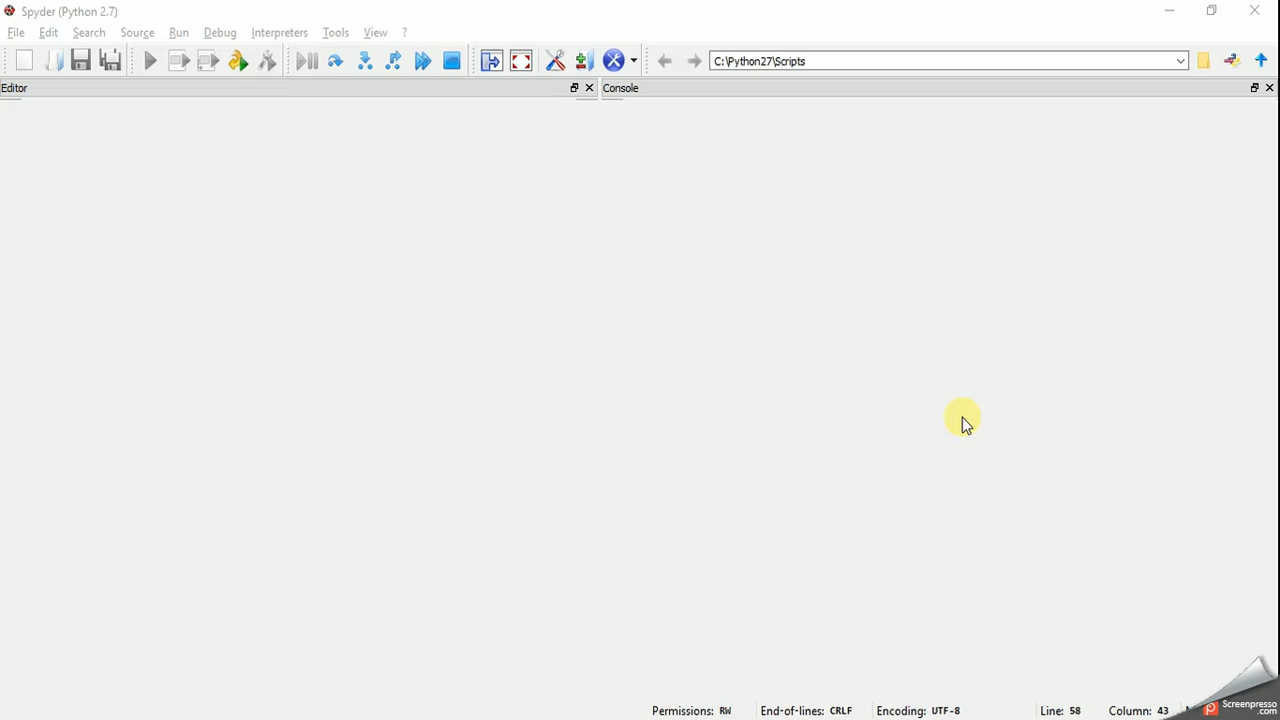 Spyder (Python 2.7)
File Edit Search Source Run Debug Interpreters Tools View ?
C:\Python27\Scripts
Editor Console
Permissions: RW End-of-lines: CRLF Encoding: UTF-8 Line: 58 Column: 43
Screenpresso
.com